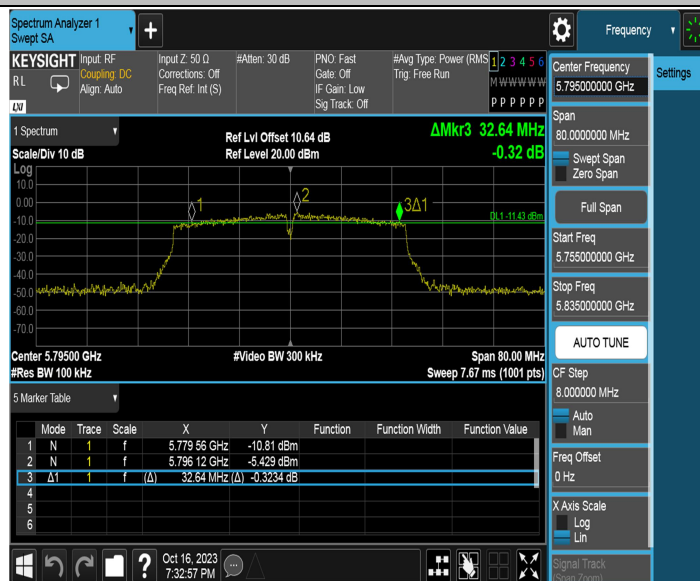 Spectrum Analyzer 1
Swept SA
Frequency
KEYSIGHT
RL
LXI
Input: RF
Coupling: DC
Align: Auto
Input Z: 50 Ω
Corrections: Off
Freq Ref: Int (S)
#Atten: 30 dB
PNO: Fast
Gate: Off
IF Gain: Low
Sig Track: Off
#Avg Type: Power (RMS
Trig: Free Run
1 2 3 4 5 6
M W W W W W
P P P P P P
1 Spectrum
Scale/Div 10 dB
Ref Lvl Offset 10.64 dB
Ref Level 20.00 dBm
ΔMkr3 32.64 MHz
-0.32 dB
Log
10.0
0.00
-10.0
-20.0
-30.0
-40.0
-50.0
-60.0
-70.0
1
2
3Δ1
DL1 -11.43 dBm
Center 5.79500 GHz
#Video BW 300 kHz
Span 80.00 MHz
#Res BW 100 kHz
Sweep 7.67 ms (1001 pts)
5 Marker Table
Mode Trace Scale X Y Function Function Width Function Value
1 N 1 f 5.779 56 GHz -10.81 dBm
2 N 1 f 5.796 12 GHz -5.429 dBm
3 Δ1 1 f (Δ) 32.64 MHz (Δ) -0.3234 dB
4
5
6
Oct 16, 2023
7:32:57 PM
?
Settings
Center Frequency
5.795000000 GHz
Span
80.0000000 MHz
Swept Span
Zero Span
Full Span
Start Freq
5.755000000 GHz
Stop Freq
5.835000000 GHz
AUTO TUNE
CF Step
8.000000 MHz
Auto
Man
Freq Offset
0 Hz
X Axis Scale
Log
Lin
Signal Track
(Span Zoom)